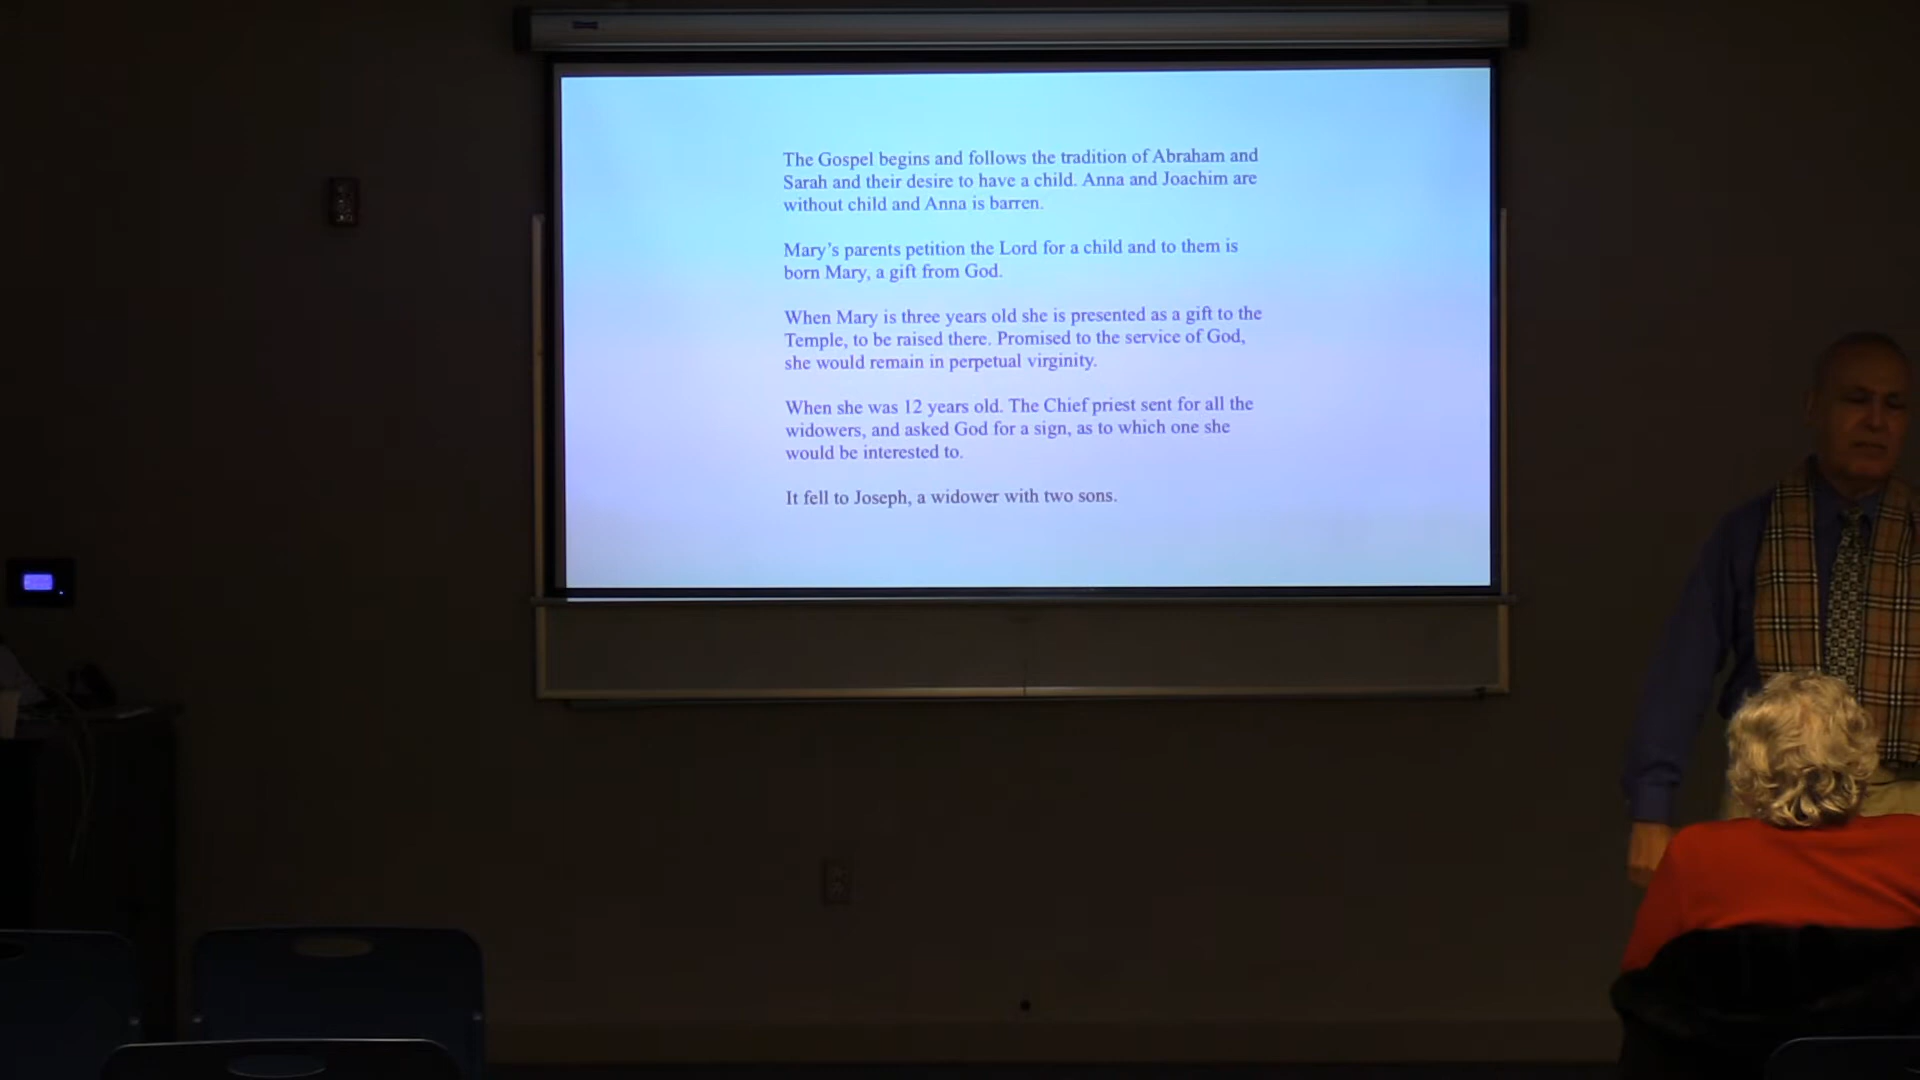 The Gospel begins and follows the tradition of Abraham and
Sarah and their desire to have a child. Anna and Joachim are
without child and Anna is barren.
Mary’s parents petition the Lord for a child and to them is
born Mary, a gift from God.
When Mary is three years old she is presented as a gift to the
Temple, to be raised there. Promised to the service of God,
she would remain in perpetual virginity.
When she was 12 years old. The Chief priest sent for all the
widowers, and asked God for a sign, as to which one she
would be interested to.
It fell to Joseph, a widower with two sons.